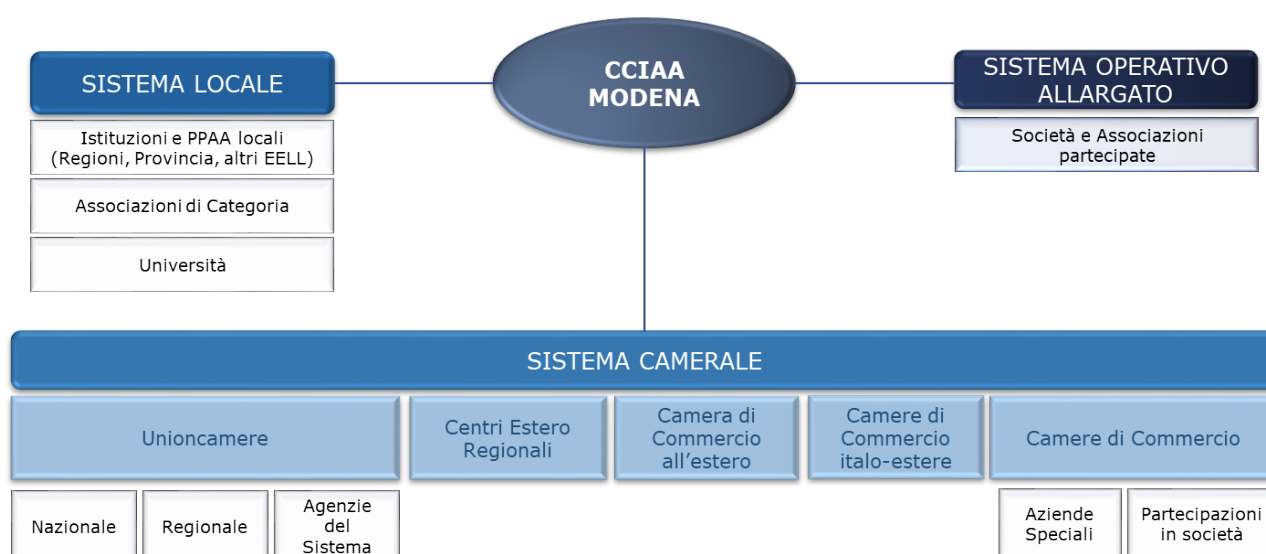 CCIAA
MODENA
SISTEMA LOCALE
Istituzioni e PPAA locali
(Regioni, Provincia, altri EELL)
Associazioni di Categoria
Università
SISTEMA OPERATIVO
ALLARGATO
Società e Associazioni
partecipate
SISTEMA CAMERALE
Unioncamere
Centri Estero
Regionali
Camera di
Commercio
all’estero
Camere di
Commercio
italo-estere
Camere di Commercio
Nazionale
Regionale
Agenzie
del
Sistema
Aziende
Speciali
Partecipazioni
in società